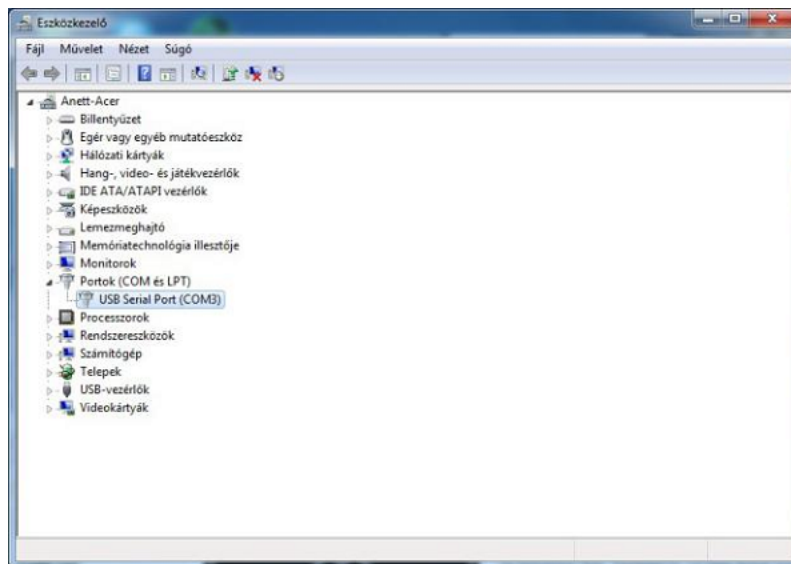 Eszközkezelő
Fájl Művelet Nézet Súgó
Anett-Acer
Billentyűzet
Egér vagy egyéb mutatóeszköz
Hálózati kártyák
Hang-, video- és játékvezérlők
IDE ATA/ATAPI vezérlők
Képeszközök
Lemezmeghajtó
Memóriatechnológia illesztője
Monitorok
Portok (COM és LPT)
USB Serial Port (COM3)
Processzorok
Rendszereszközök
Számítógép
Telepek
USB-vezérlők
Videokártyák